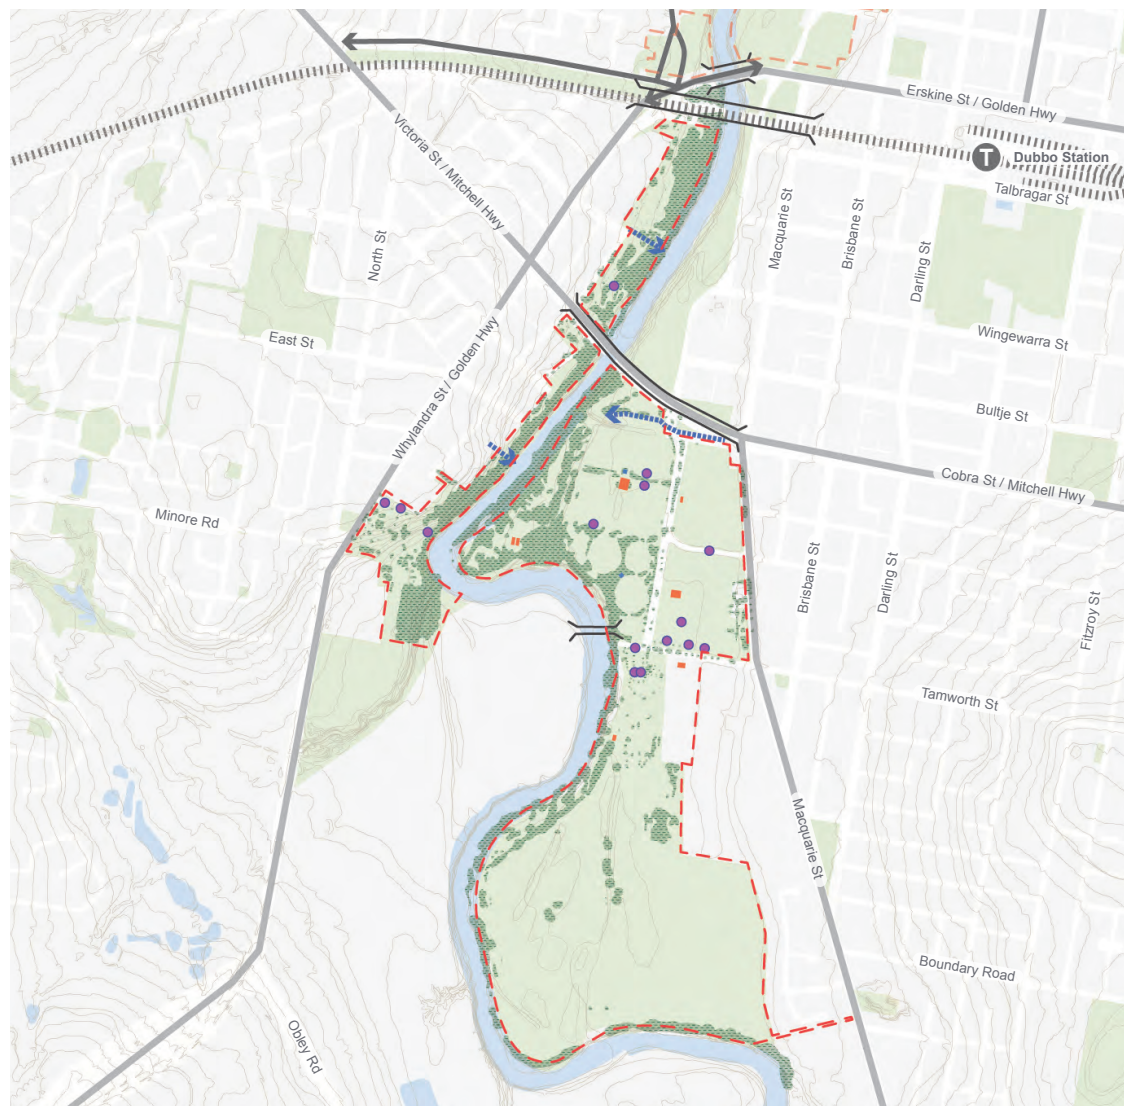 Erskine St / Golden Hwy
Victoria St / Mitchell Hwy
T
Dubbo Station
Talbragar St
Macquarie St
Brisbane St
Darling St
North St
East St
Wingewarra St
Whylandra St / Golden Hwy
Bultje St
Cobra St / Mitchell Hwy
Minore Rd
Brisbane St
Darling St
Fitzroy St
Tamworth St
Macquarie St
Boundary Road
Obley Rd